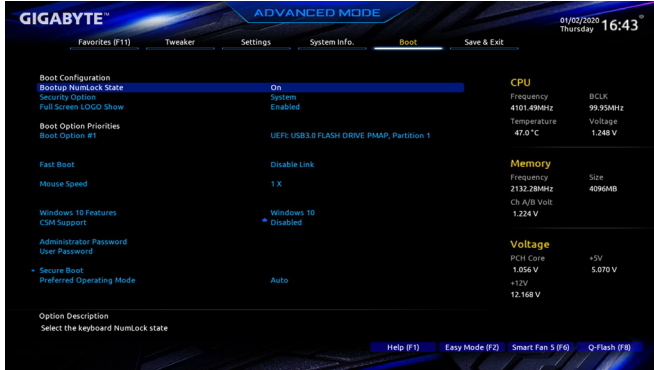 GIGABYTE™
ADVANCED MODE
01/02/2020
Thursday
16:43
Favorites (F11) Tweaker Settings System Info. Boot Save & Exit
Boot Configuration
Bootup NumLock State On
Security Option System
Full Screen LOGO Show Enabled
Boot Option Priorities
Boot Option #1 UEFI: USB3.0 FLASH DRIVE PMAP, Partition 1
Fast Boot Disable Link
Mouse Speed 1 X
Windows 10 Features Windows 10
CSM Support Disabled
Administrator Password
User Password
Secure Boot
Preferred Operating Mode Auto
Option Description
Select the keyboard NumLock state
CPU
Frequency BCLK
4101.49MHz 99.95MHz
Temperature Voltage
47.0 °C 1.248 V
Memory
Frequency Size
2132.28MHz 4096MB
Ch A/B Volt
1.224 V
Voltage
PCH Core +5V
1.056 V 5.070 V
+12V
12.168 V
Help (F1) Easy Mode (F2) Smart Fan 5 (F6) Q-Flash (F8)